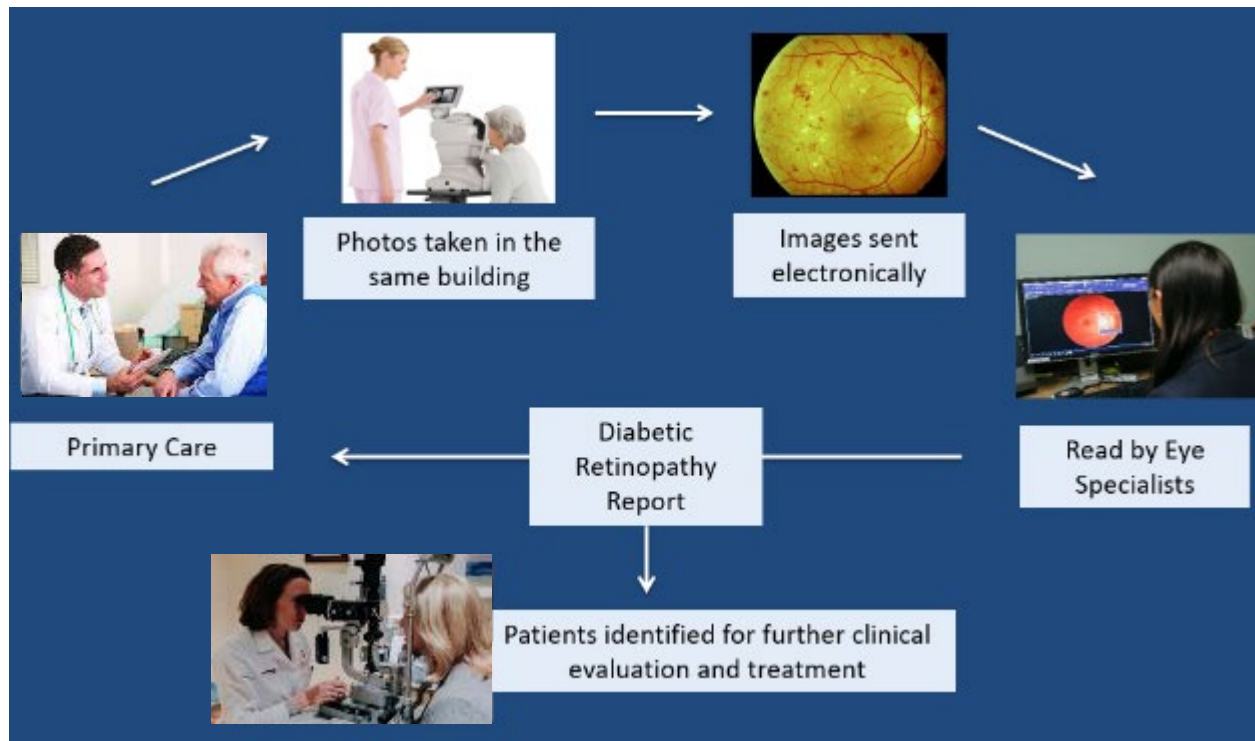 Photos taken in the
same building
Images sent
electronically
Primary Care
Diabetic
Retinopathy
Report
Read by Eye
Specialists
Patients identified for further clinical
evaluation and treatment